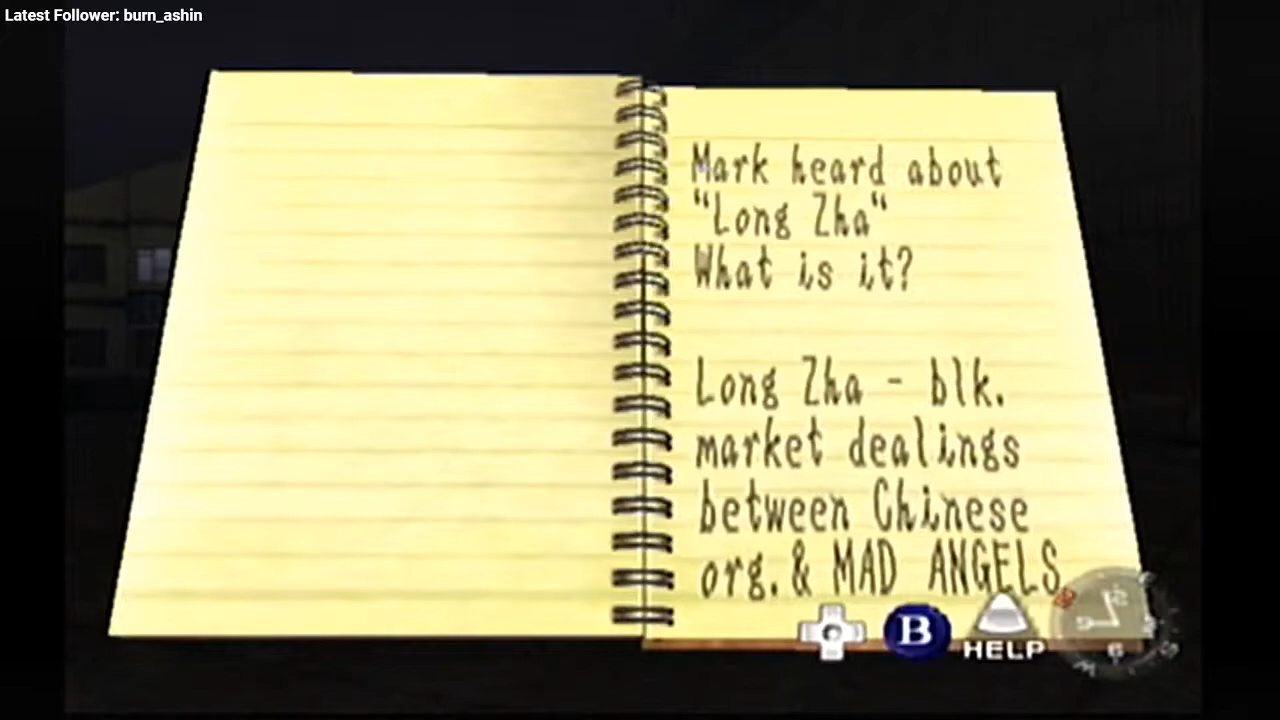 Latest Follower: burn_ashin
Mark heard about
“Long Zha“
What is it?
Long Zha - blk.
market dealings
between Chinese
org. & MAD ANGELS
B
HELP